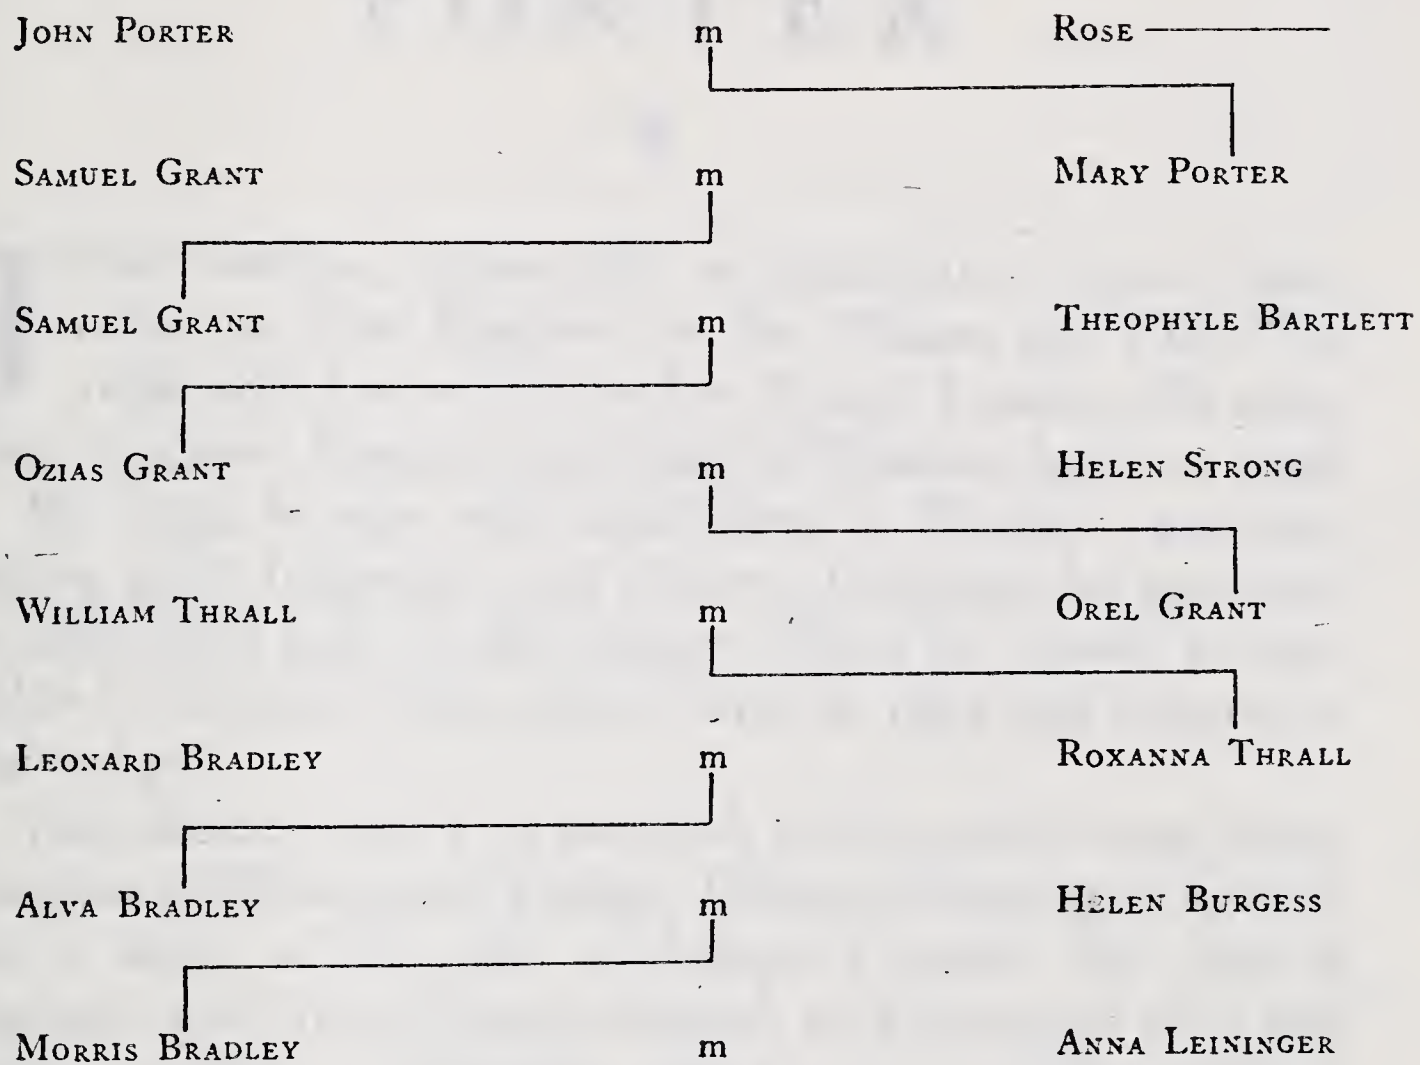 John Porter m Rose ————
Samuel Grant m Mary Porter
Samuel Grant m Theophyle Bartlett
Ozias Grant m Helen Strong
William Thrall m Orel Grant
Leonard Bradley m Roxanna Thrall
Alva Bradley m Helen Burgess
Morris Bradley m Anna Leininger